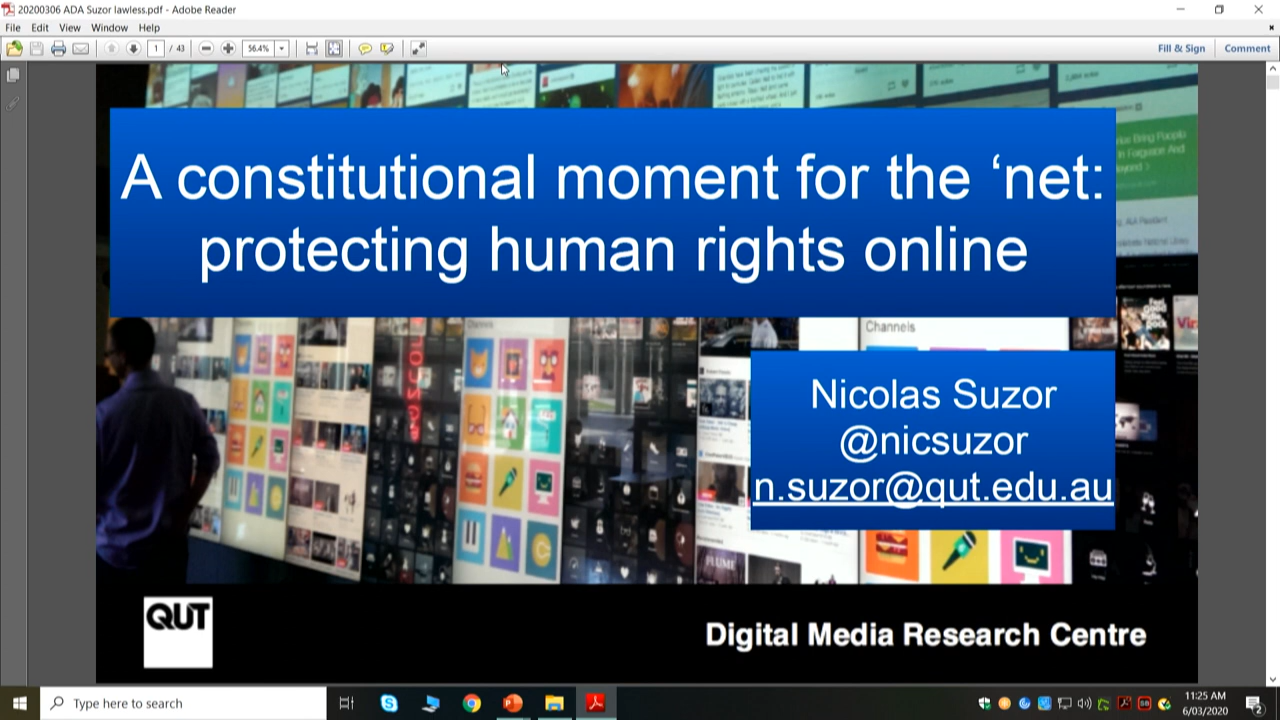 20200306 ADA Suzor lawless.pdf - Adobe Reader
File Edit View Window Help
1 / 43
56.4%
Fill & Sign
Comment
A constitutional moment for the ‘net:
protecting human rights online
Channels
Channels
Nicolas Suzor
@nicsuzor
n.suzor@qut.edu.au
QUT
Digital Media Research Centre
Type here to search
11:25 AM
6/03/2020
2